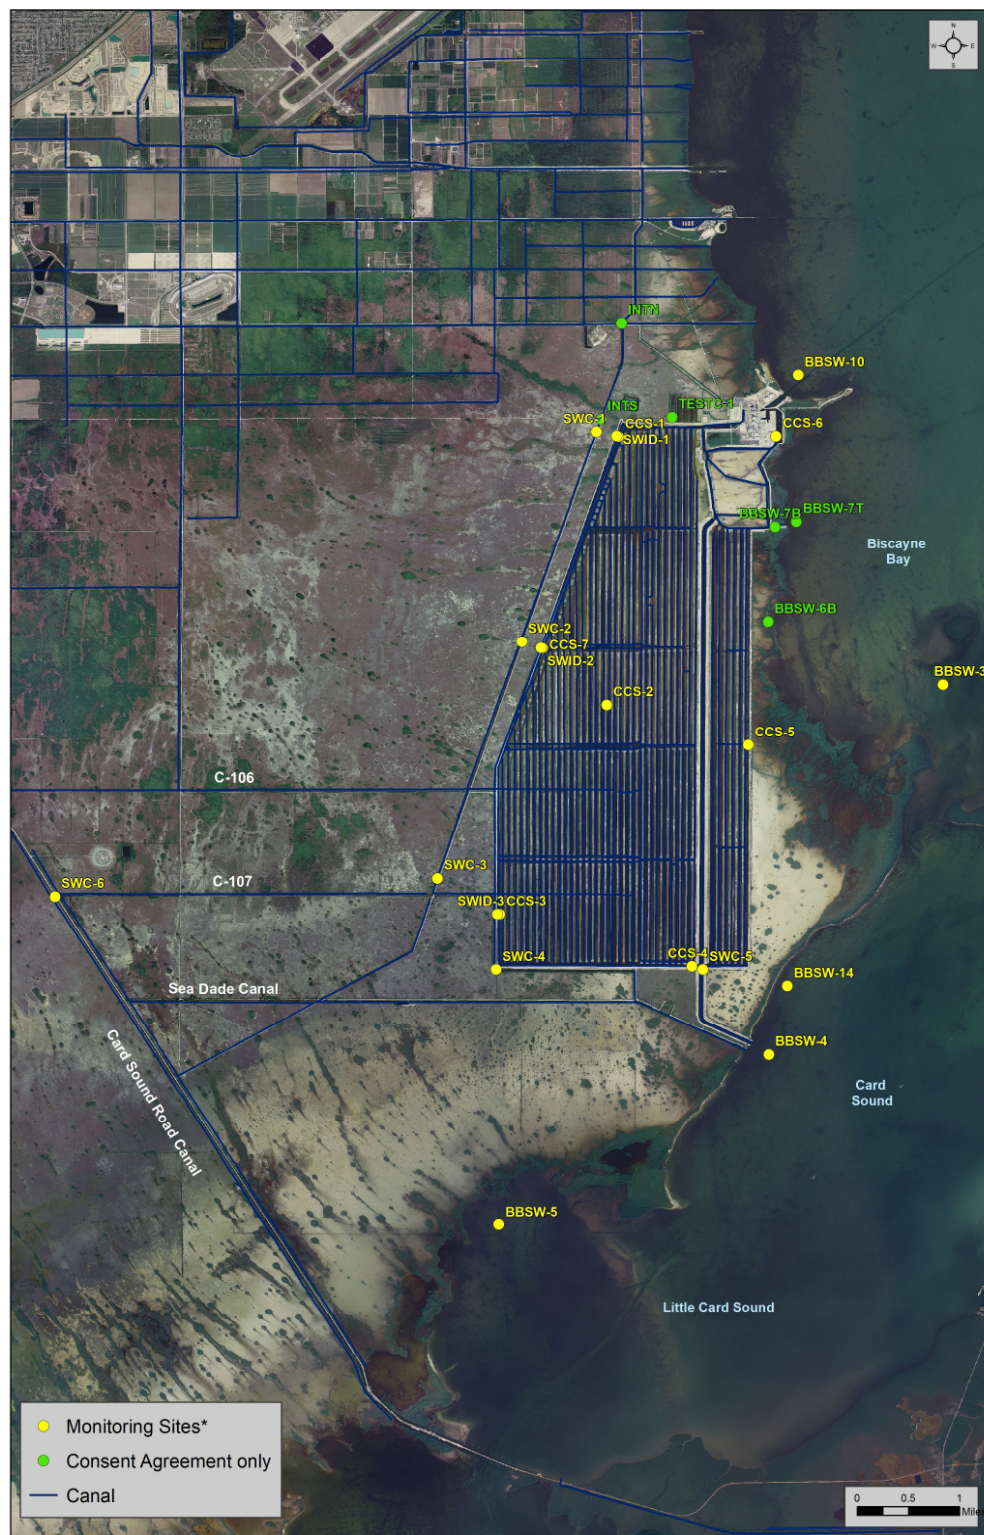 N
W E
S
INTN
BBSW-10
INTS
TESTC-1
SWC-1
CCS-1
SWID-1
CCS-6
BBSW-7B
BBSW-7T
Biscayne
Bay
BBSW-6B
SWC-2
CCS-7
SWID-2
BBSW-3
CCS-2
CCS-5
C-106
SWC-3
SWC-6
C-107
SWID-3
CCS-3
SWC-4
CCS-4
SWC-5
BBSW-14
Sea Dade Canal
BBSW-4
Card Sound Road Canal
Card
Sound
BBSW-5
Little Card Sound
Monitoring Sites*
Consent Agreement only
Canal
0 0.5 1
Miles